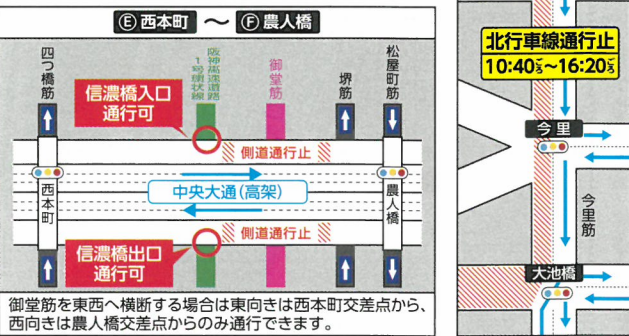 Ⓔ西本町 ～ Ⓕ農人橋
四つ橋筋
阪神高速道路
1号環状線
御堂筋
堺筋
松屋町筋
信濃橋入口
通行可
側道通行止
西本町
中央大通(高架)
農人橋
側道通行止
信濃橋出口
通行可
御堂筋を東西へ横断する場合は東向きは西本町交差点から、
西向きは農人橋交差点からのみ通行できます。
北行車線通行止
10:40ごろ~16:20ごろ
今里
今里筋
大池橋